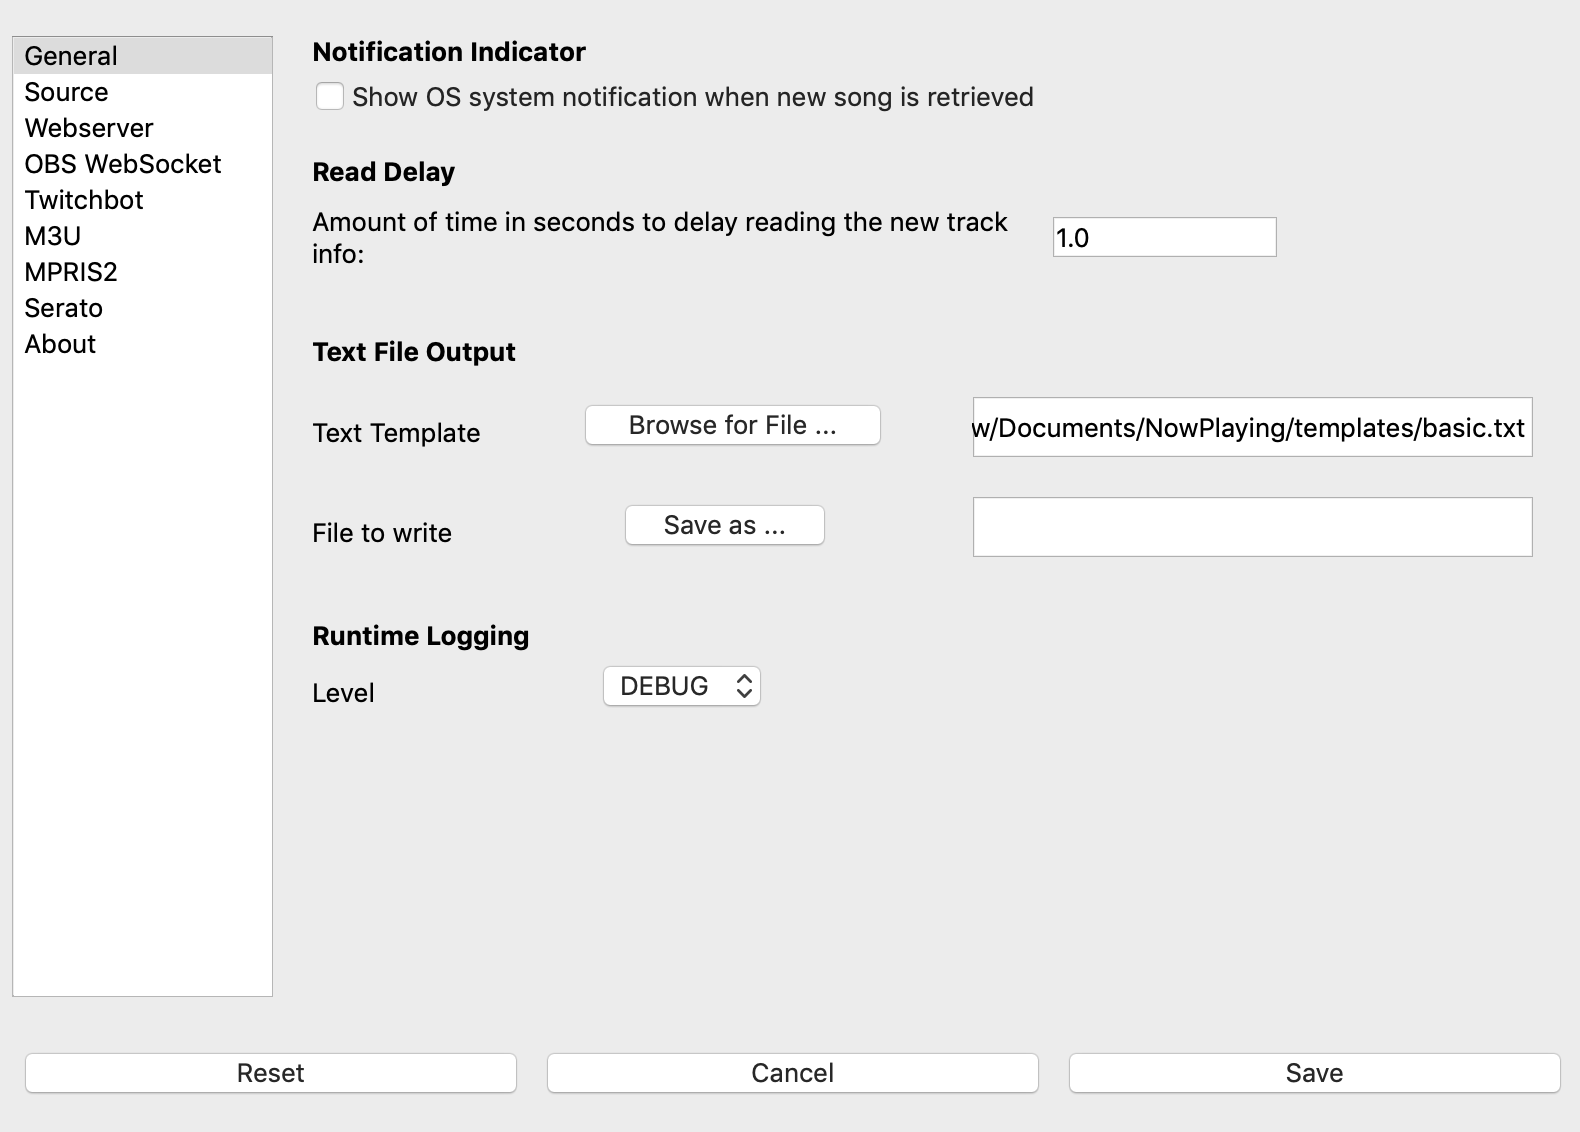 General
Source
Webserver
OBS WebSocket
Twitchbot
M3U
MPRIS2
Serato
About
Notification Indicator
Show OS system notification when new song is retrieved
Read Delay
Amount of time in seconds to delay reading the new track
info:
1.0
Text File Output
Text Template
Browse for File ...
w/Documents/NowPlaying/templates/basic.txt
File to write
Save as ...
Runtime Logging
Level
DEBUG
Reset
Cancel
Save